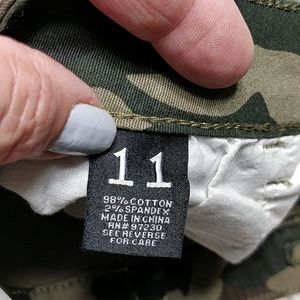 11
98% COTTON
2% SPANDEX
MADE IN CHINA
RN# 97230
SEE REVERSE
FOR CARE